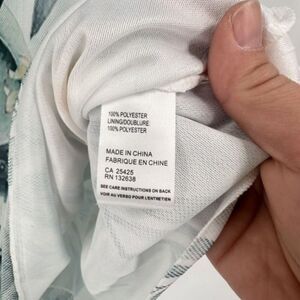 100% POLYESTER
LINING/DOUBLURE:
100% POLYESTER
MADE IN CHINA
FABRIQUE EN CHINE
CA 25425
RN 132638
SEE CARE INSTRUCTIONS ON BACK
VOIR AU VERSO POUR L'ENTRETIEN